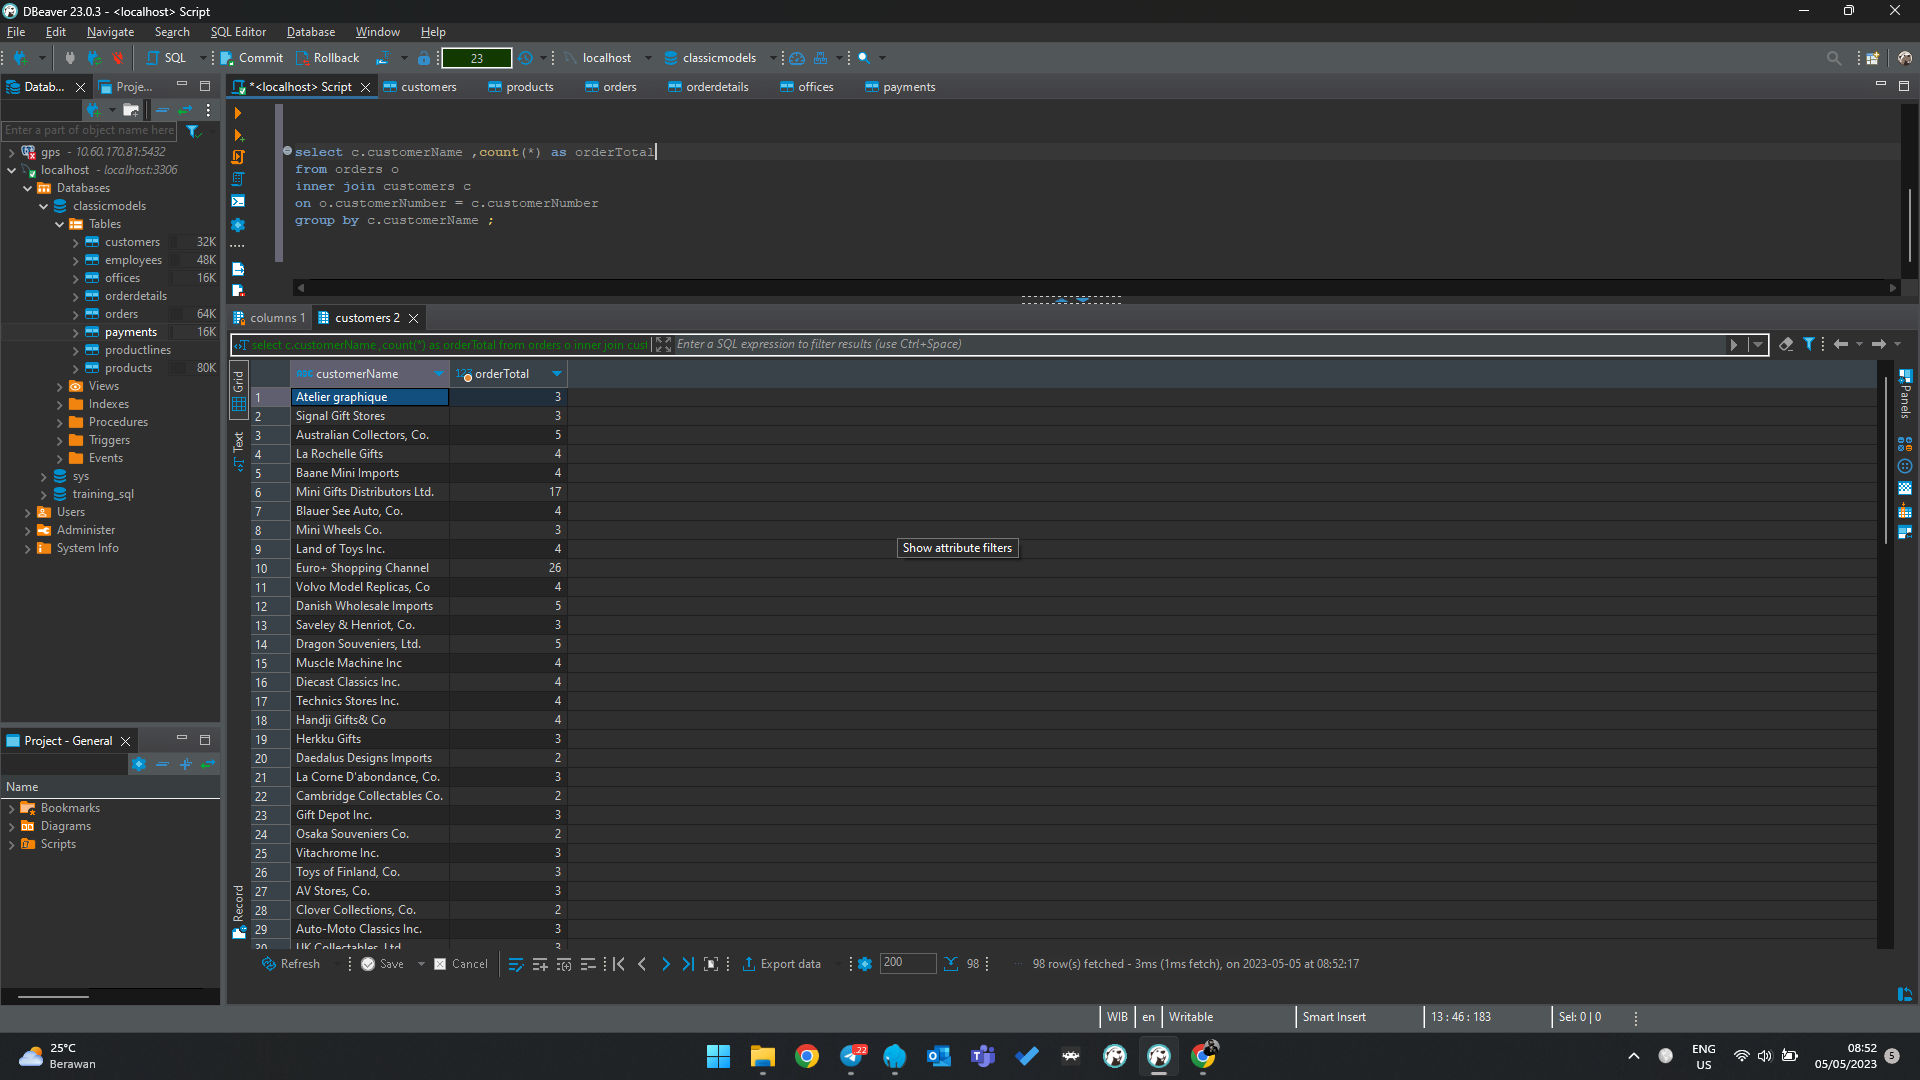 DBeaver 23.0.3 - <localhost> Script
File Edit Navigate Search SQL Editor Database Window Help
SQL Commit Rollback 23 localhost classicmodels
Datab... Proje...
*<localhost> Script customers products orders orderdetails offices payments
Enter a part of object name here
gps - 10.60.170.81:5432
localhost - localhost:3306
Databases
classicmodels
Tables
customers 32K
employees 48K
offices 16K
orderdetails
orders 64K
payments 16K
productlines
products 80K
Views
Indexes
Procedures
Triggers
Events
sys
training_sql
Users
Administer
System Info
Project - General
Name
Bookmarks
Diagrams
Scripts
select c.customerName ,count(*) as orderTotal
from orders o
inner join customers c
on o.customerNumber = c.customerNumber
group by c.customerName ;
columns 1 customers 2
select c.customerName ,count(*) as orderTotal from orders o inner join cust Enter a SQL expression to filter results (use Ctrl+Space)
Grid
Text
Record
Panels
customerName 123 orderTotal
1 Atelier graphique 3
2 Signal Gift Stores 3
3 Australian Collectors, Co. 5
4 La Rochelle Gifts 4
5 Baane Mini Imports 4
6 Mini Gifts Distributors Ltd. 17
7 Blauer See Auto, Co. 4
8 Mini Wheels Co. 3
9 Land of Toys Inc. 4
Show attribute filters
10 Euro+ Shopping Channel 26
11 Volvo Model Replicas, Co 4
12 Danish Wholesale Imports 5
13 Saveley & Henriot, Co. 3
14 Dragon Souveniers, Ltd. 5
15 Muscle Machine Inc 4
16 Diecast Classics Inc. 4
17 Technics Stores Inc. 4
18 Handji Gifts& Co 4
19 Herkku Gifts 3
20 Daedalus Designs Imports 2
21 La Corne D'abondance, Co. 3
22 Cambridge Collectables Co. 2
23 Gift Depot Inc. 3
24 Osaka Souveniers Co. 2
25 Vitachrome Inc. 3
26 Toys of Finland, Co. 3
27 AV Stores, Co. 3
28 Clover Collections, Co. 2
29 Auto-Moto Classics Inc. 3
30 UK Collectables, Ltd. 3
Refresh Save Cancel Export data 200 98 98 row(s) fetched - 3ms (1ms fetch), on 2023-05-05 at 08:52:17
WIB en Writable Smart Insert 13 : 46 : 183 Sel: 0 | 0
25°C
Berawan
22
ENG
US
08:52
05/05/2023
5